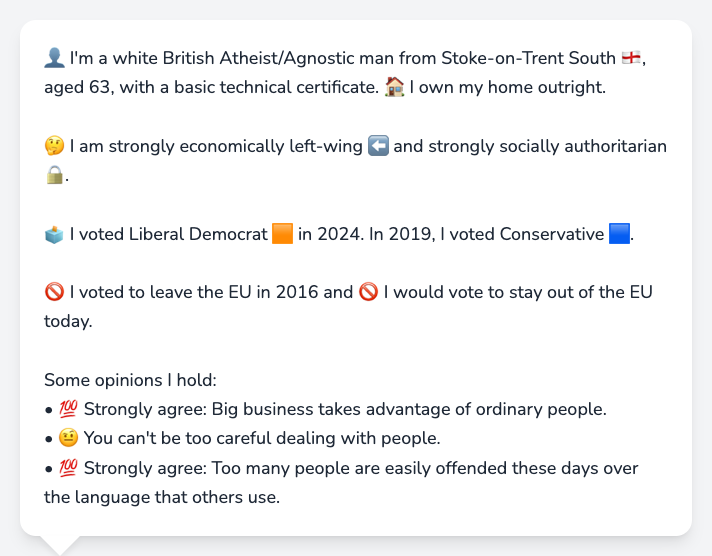 👤 I'm a white British Atheist/Agnostic man from Stoke-on-Trent South 🏴󠁧󠁢󠁥󠁮󠁧󠁿,
aged 63, with a basic technical certificate. 🏠 I own my home outright.
🤔 I am strongly economically left-wing ⬅️ and strongly socially authoritarian
🔒.
🗳️ I voted Liberal Democrat 🟧 in 2024. In 2019, I voted Conservative 🟦.
🚫 I voted to leave the EU in 2016 and 🚫 I would vote to stay out of the EU
today.
Some opinions I hold:
• 💯 Strongly agree: Big business takes advantage of ordinary people.
• 🤨 You can't be too careful dealing with people.
• 💯 Strongly agree: Too many people are easily offended these days over
the language that others use.